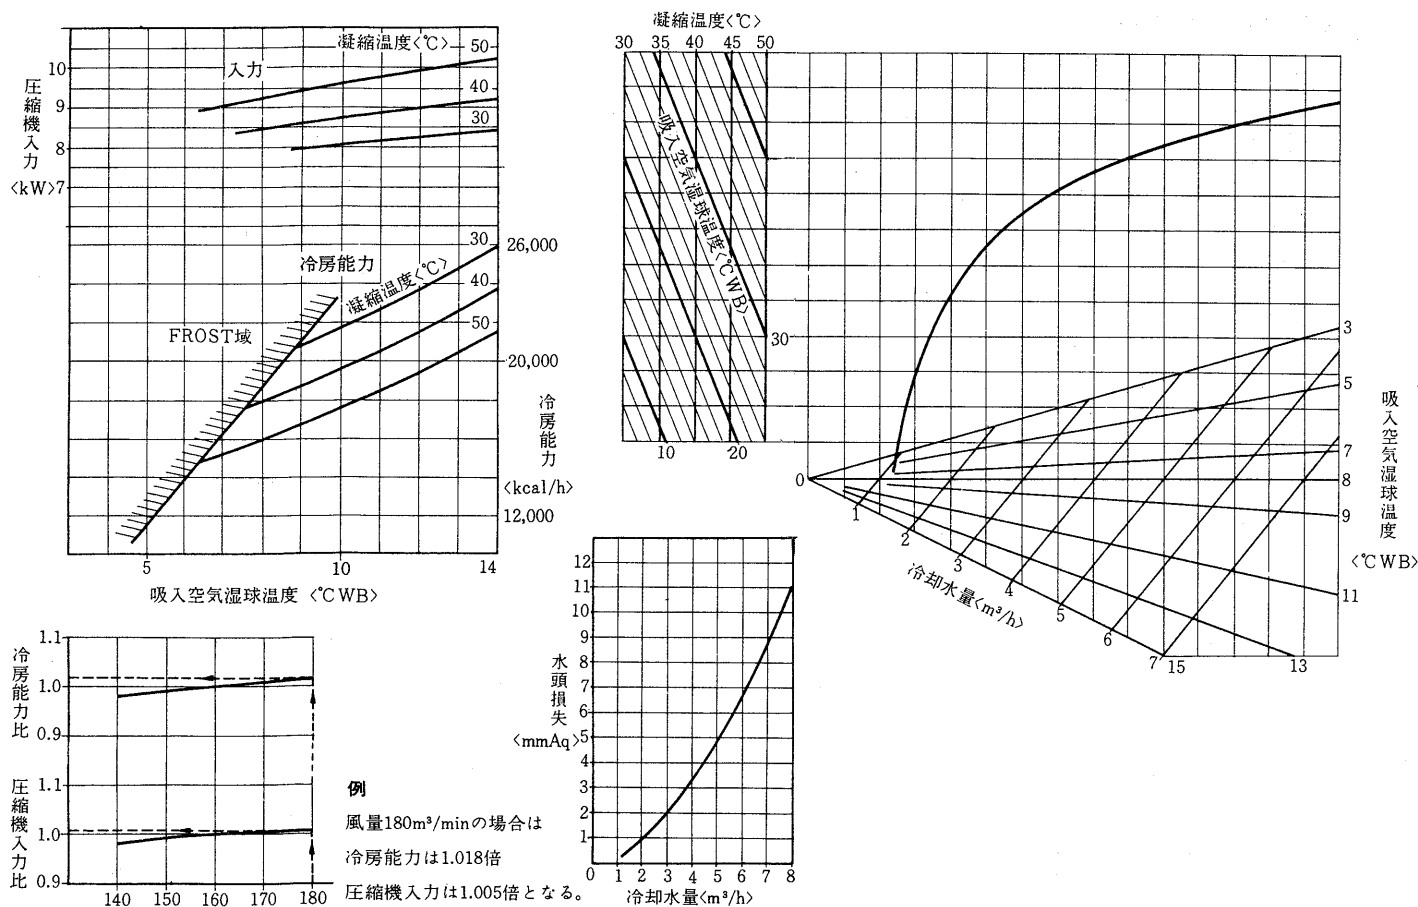 凝縮温度<℃> 50
入力
40
30
10
9
8
<kW>7
圧縮機入力
冷房能力
凝縮温度<℃>
30
40
50
26,000
20,000
12,000
冷房能力
<kcal/h>
FROST域
5 10 14
吸入空気湿球温度 <℃WB>
凝縮温度<℃>
30 35 40 45 50
吸入空気湿球温度<℃WB>
10 20
30
0
3
5
7
8
9
11
13
15
吸入空気湿球温度
<℃WB>
1
2
3
4
5
6
7
冷却水量<m³/h>
冷房能力比
1.1
1.0
0.9
圧縮機入力比
1.1
1.0
0.9
140 150 160 170 180
例
風量180m³/minの場合は
冷房能力は1.018倍
圧縮機入力は1.005倍となる。
水頭損失
<mmAq>
12
11
10
9
8
7
6
5
4
3
2
1
0 1 2 3 4 5 6 7 8
冷却水量<m³/h>